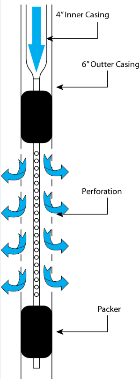 4" Inner Casing
6" Outter Casing
Perforation
Packer